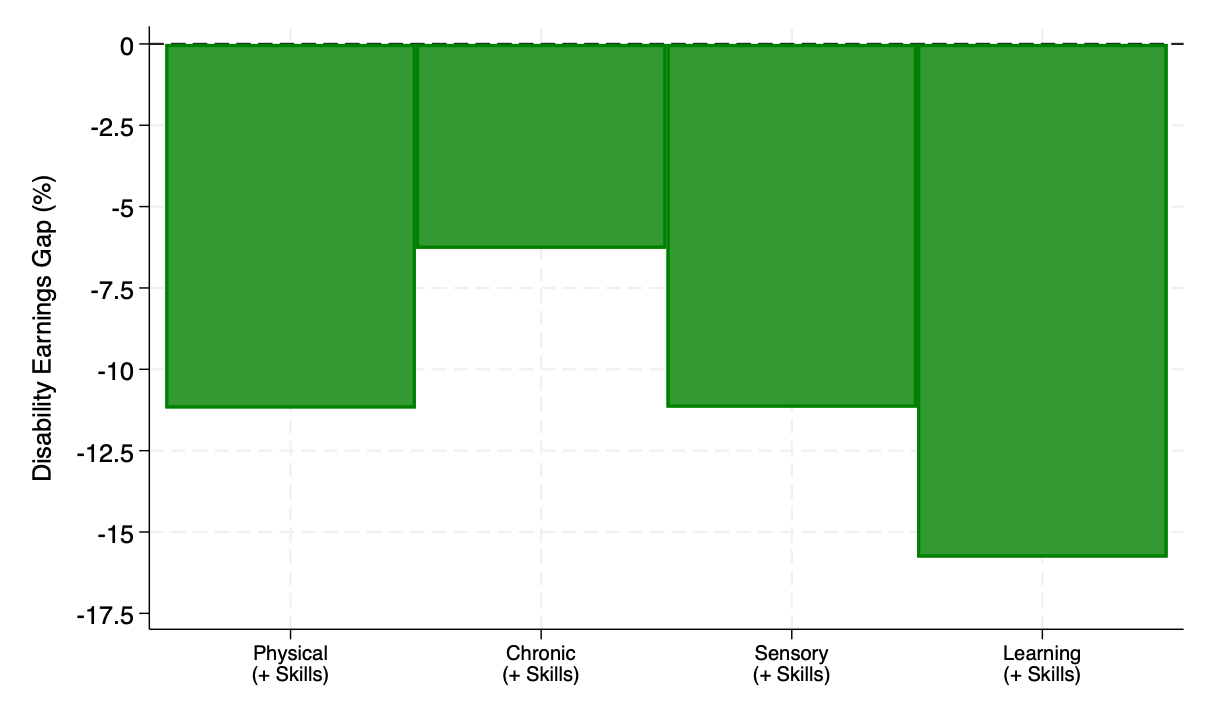 Disability Earnings Gap (%)
0
-2.5
-5
-7.5
-10
-12.5
-15
-17.5
Physical
(+ Skills)
Chronic
(+ Skills)
Sensory
(+ Skills)
Learning
(+ Skills)